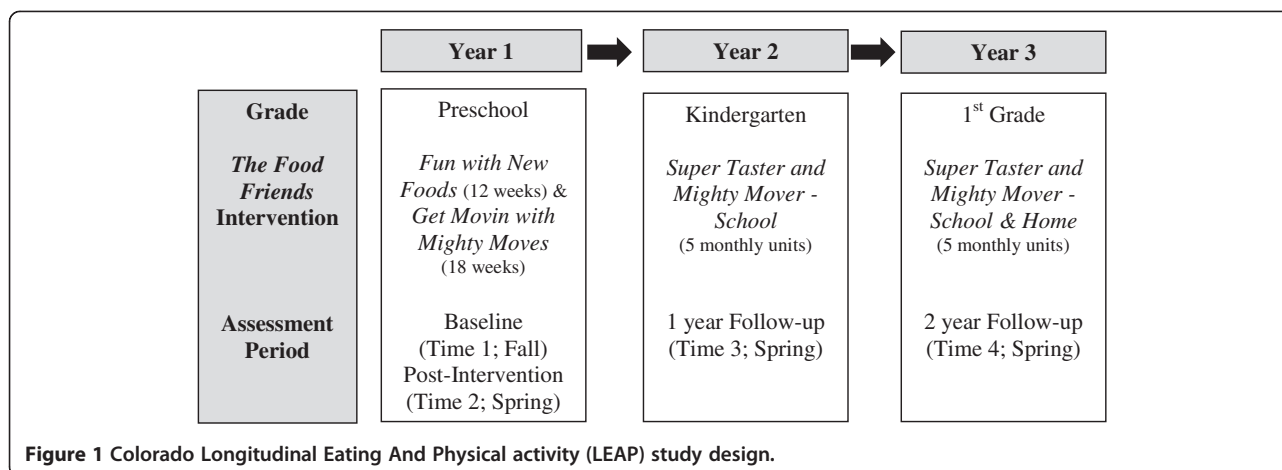 Year 1
Year 2
Year 3
Grade
Preschool
Kindergarten
1st Grade
The Food
Friends
Intervention
Fun with New
Foods (12 weeks) &
Get Movin with
Mighty Moves
(18 weeks)
Super Taster and
Mighty Mover -
School
(5 monthly units)
Super Taster and
Mighty Mover -
School & Home
(5 monthly units)
Assessment
Period
Baseline
(Time 1; Fall)
Post-Intervention
(Time 2; Spring)
1 year Follow-up
(Time 3; Spring)
2 year Follow-up
(Time 4; Spring)
Figure 1 Colorado Longitudinal Eating And Physical activity (LEAP) study design.